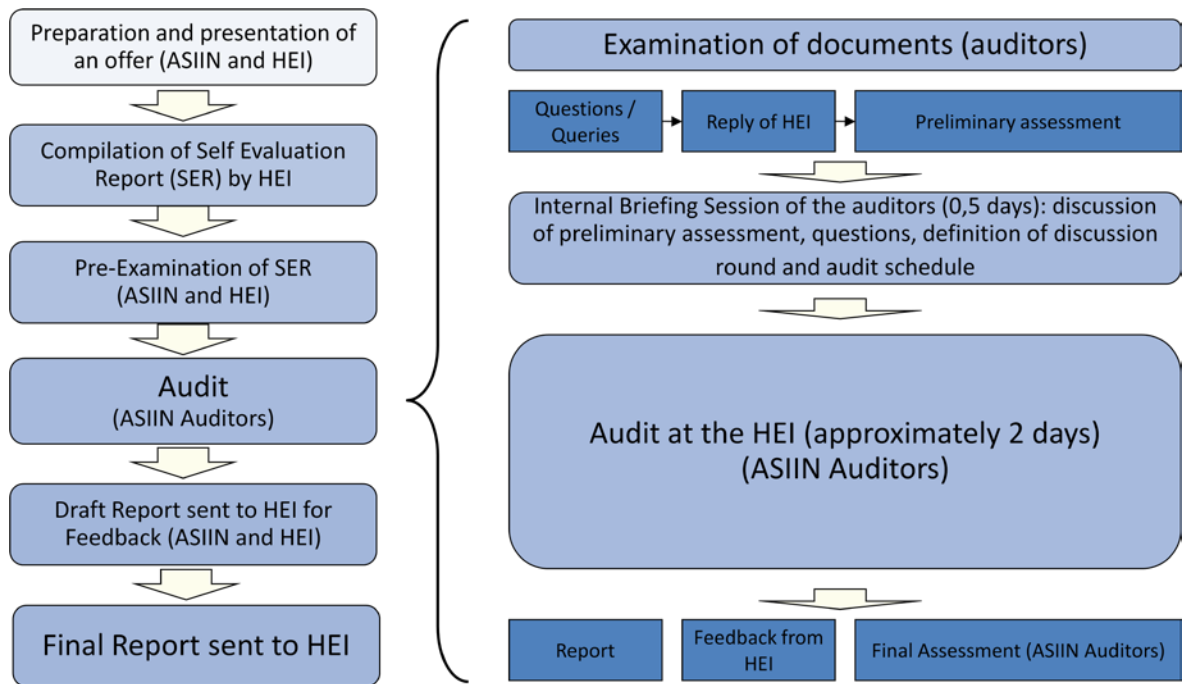 Preparation and presentation of
an offer (ASIIN and HEI)
Compilation of Self Evaluation
Report (SER) by HEI
Pre-Examination of SER
(ASIIN and HEI)
Audit
(ASIIN Auditors)
Draft Report sent to HEI for
Feedback (ASIIN and HEI)
Final Report sent to HEI
Examination of documents (auditors)
Questions /
Queries
Reply of HEI
Preliminary assessment
Internal Briefing Session of the auditors (0,5 days): discussion
of preliminary assessment, questions, definition of discussion
round and audit schedule
Audit at the HEI (approximately 2 days)
(ASIIN Auditors)
Report
Feedback from
HEI
Final Assessment (ASIIN Auditors)